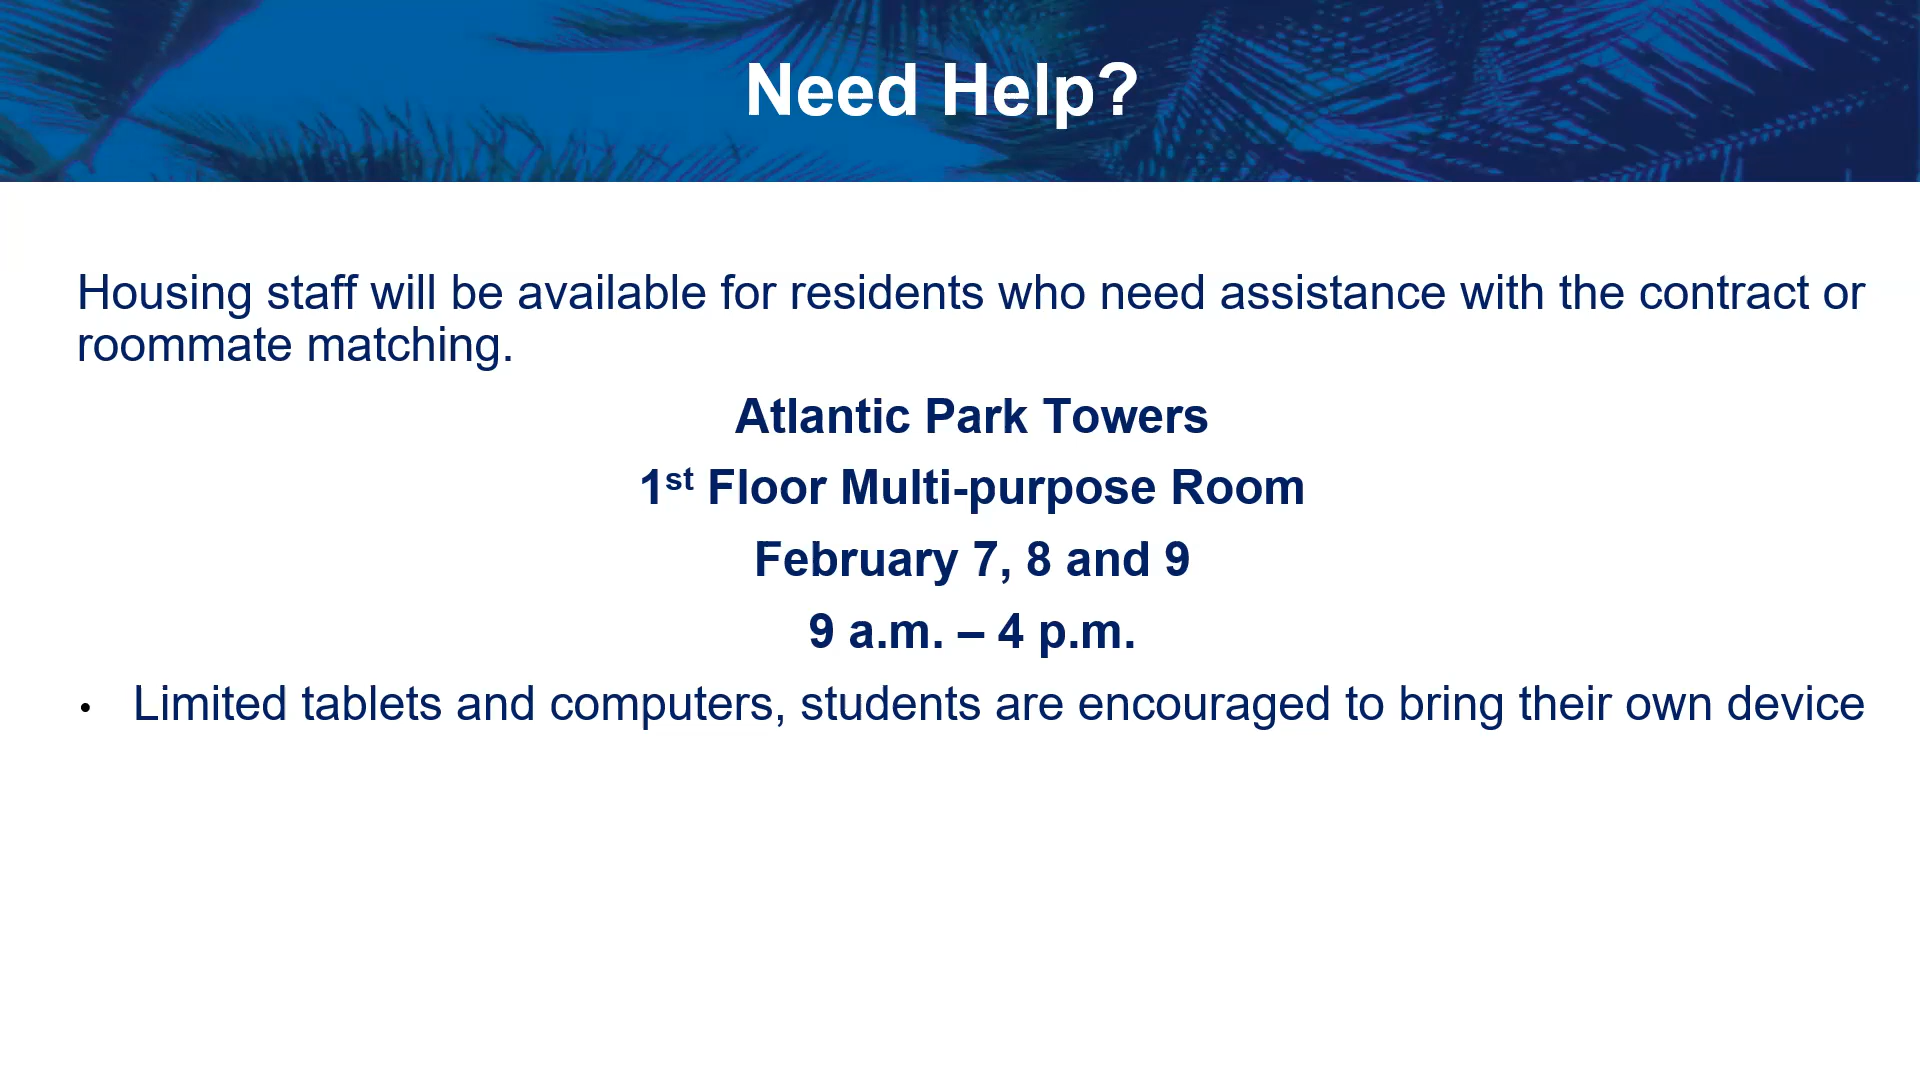 Need Help?
Housing staff will be available for residents who need assistance with the contract or
roommate matching.
Atlantic Park Towers
1st Floor Multi-purpose Room
February 7, 8 and 9
9 a.m. – 4 p.m.
• Limited tablets and computers, students are encouraged to bring their own device